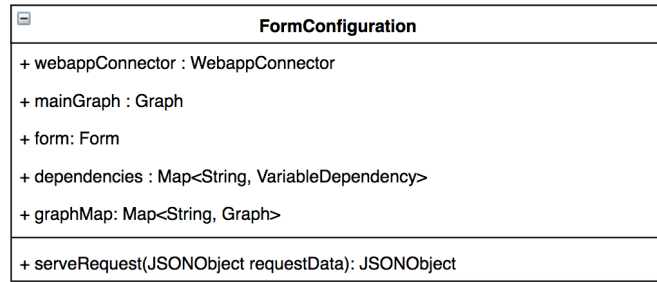 FormConfiguration
+ webappConnector : WebappConnector
+ mainGraph : Graph
+ form: Form
+ dependencies : Map<String, VariableDependency>
+ graphMap: Map<String, Graph>
+ serveRequest(JSONObject requestData): JSONObject